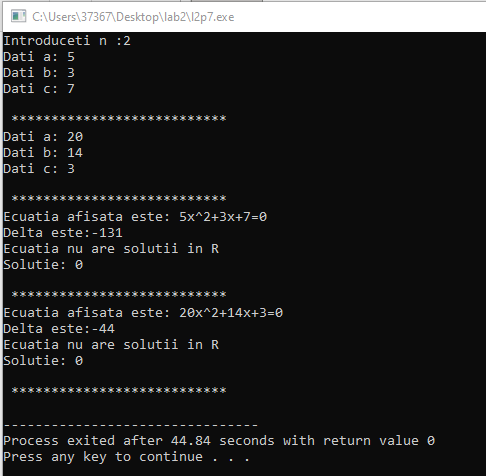 C:\Users\37367\Desktop\lab2\l2p7.exe
Introduceti n :2
Dati a: 5
Dati b: 3
Dati c: 7
***************************
Dati a: 20
Dati b: 14
Dati c: 3
***************************
Ecuatia afisata este: 5x^2+3x+7=0
Delta este:-131
Ecuatia nu are solutii in R
Solutie: 0
***************************
Ecuatia afisata este: 20x^2+14x+3=0
Delta este:-44
Ecuatia nu are solutii in R
Solutie: 0
***************************
--------------------------------
Process exited after 44.84 seconds with return value 0
Press any key to continue . . .